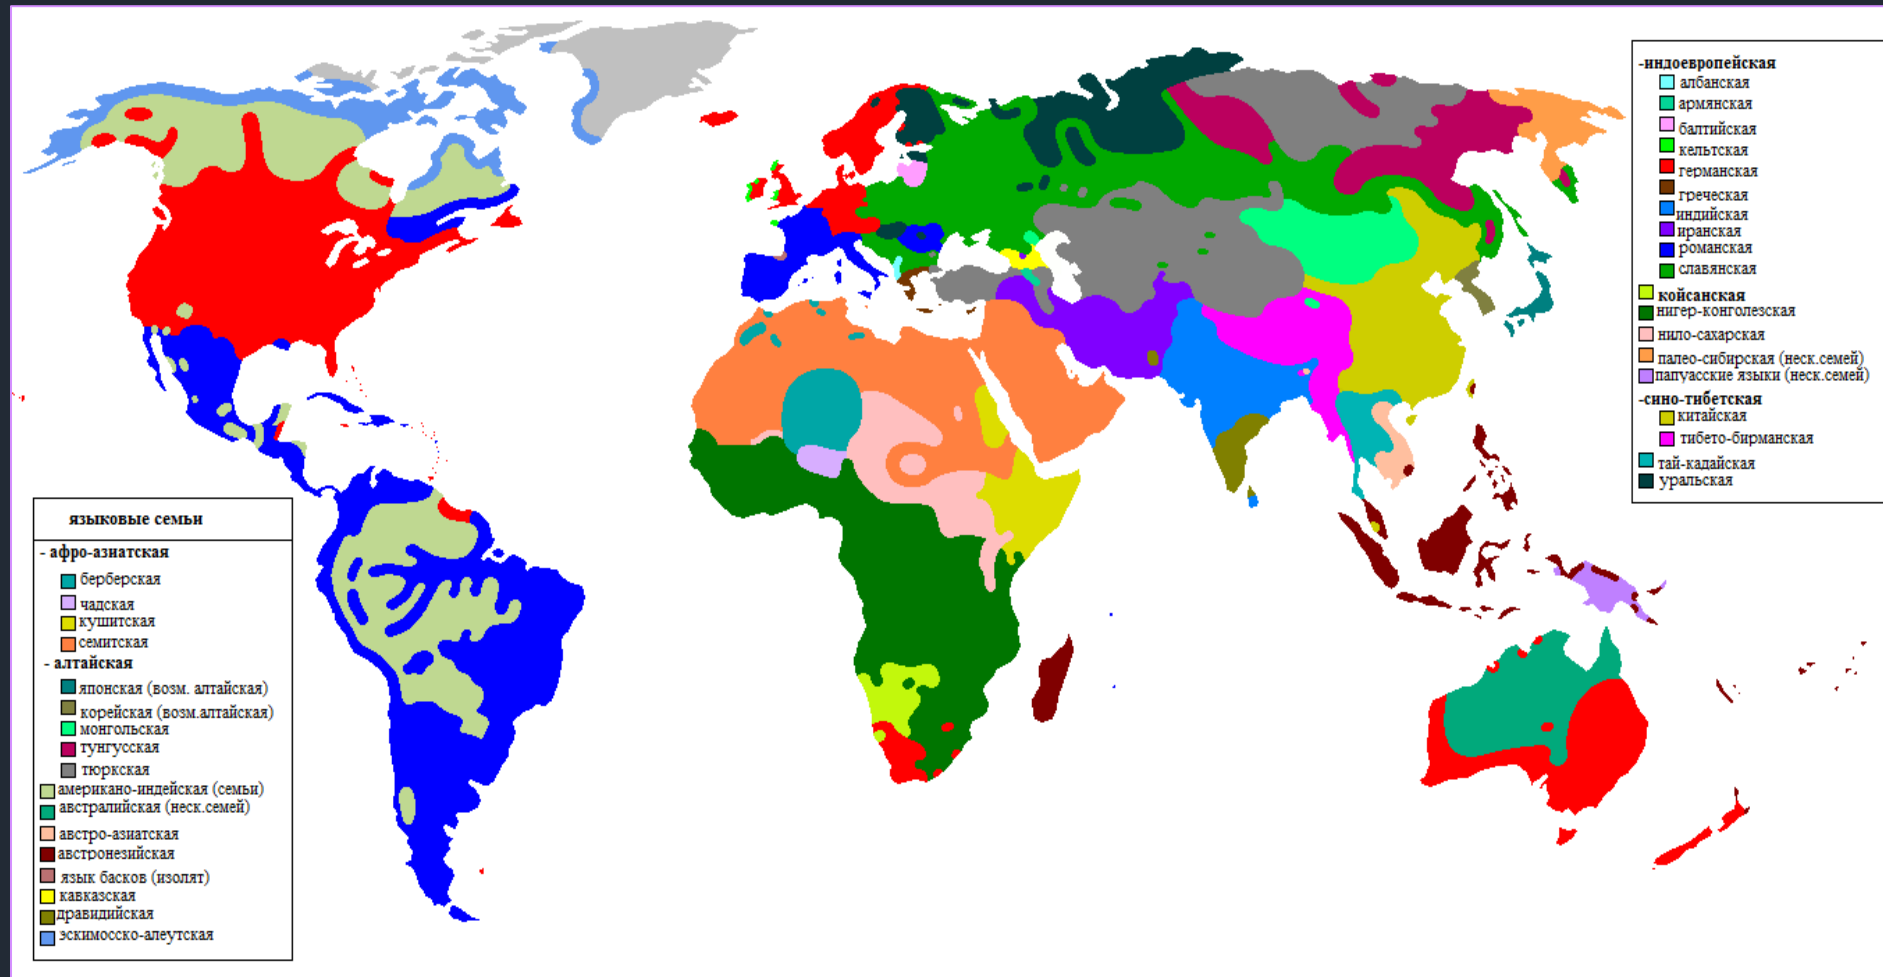 языковые семьи
- афро-азиатская
берберская
чадская
кушитская
семитская
- алтайская
японская (возм. алтайская)
корейская (возм.алтайская)
монгольская
тунгусская
тюркская
американо-индейская (семьи)
австралийская (неск.семей)
австро-азиатская
австронезийская
язык басков (изолят)
кавказская
дравидийская
эскимосско-алеутская
-индоевропейская
албанская
армянская
балтийская
кельтская
германская
греческая
индийская
иранская
романская
славянская
койсанская
нигер-конголезская
нило-сахарская
палео-сибирская (неск.семей)
папуасские языки (неск.семей)
-сино-тибетская
китайская
тибето-бирманская
тай-кадайская
уральская